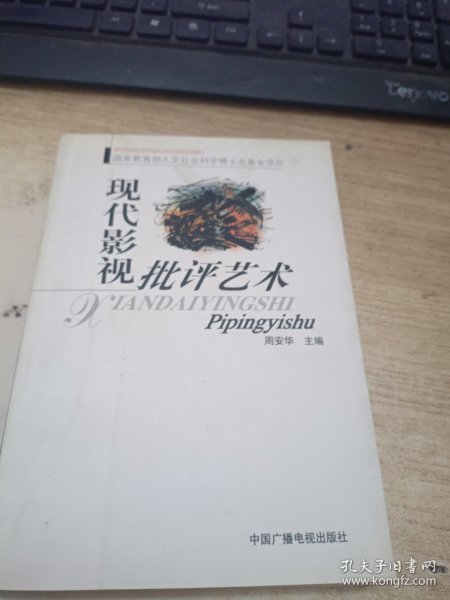 Lenovo
国家教育部人文社会科学博士点基金项目
现代影视
批评艺术
XIANDAIYINGSHI
Pipingyishu
周安华 主编
中国广播电视出版社
孔夫子旧书网
www.kongfz.com